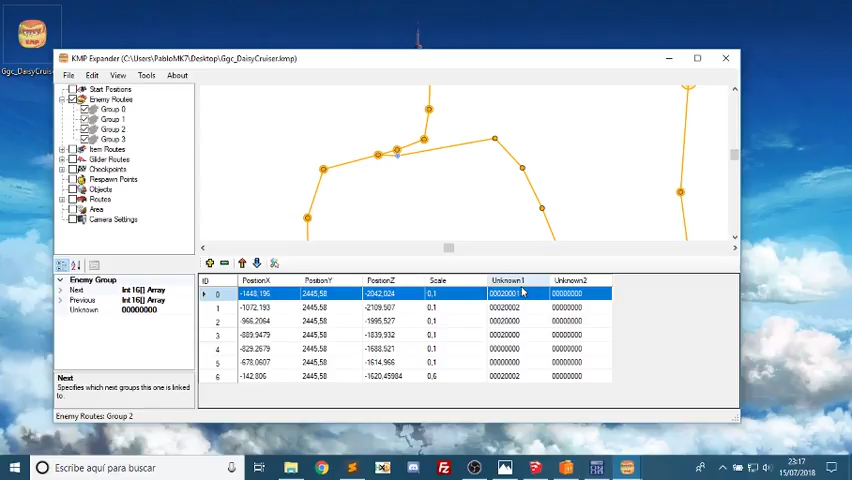 KMP Expander (C:\Users\PabloMK7\Desktop\Ggc_DaisyCruiser.kmp)
Ggc_DaisyCruise
File Edit View Tools About
Start Positions
Enemy Routes
Group 0
Group 1
Group 2
Group 3
Item Routes
Glider Routes
Checkpoints
Respawn Points
Objects
Routes
Area
Camera Settings
Enemy Group
Next Int16[] Array
Previous Int16[] Array
Unknown 00000000
Next
Specifies which next groups this one is linked
to.
ID PositionX PositionY PositionZ Scale Unknown1 Unknown2
0 -1448,196 2445,58 -2042,024 0,1 00020001 00000000
1 -1072,193 2445,58 -2109,507 0,1 00020002 00000000
2 -966,2064 2445,58 -1995,527 0,1 00000000 00000000
3 -889,9479 2445,58 -1839,932 0,1 00000000 00000000
4 -829,2679 2445,58 -1688,521 0,1 00000000 00000000
5 -678,0607 2445,58 -1614,966 0,1 00000000 00000000
6 -142,806 2445,58 -1620,45984 0,6 00020002 00000000
Enemy Routes: Group 2
Escribe aquí para buscar
23:17
15/07/2018